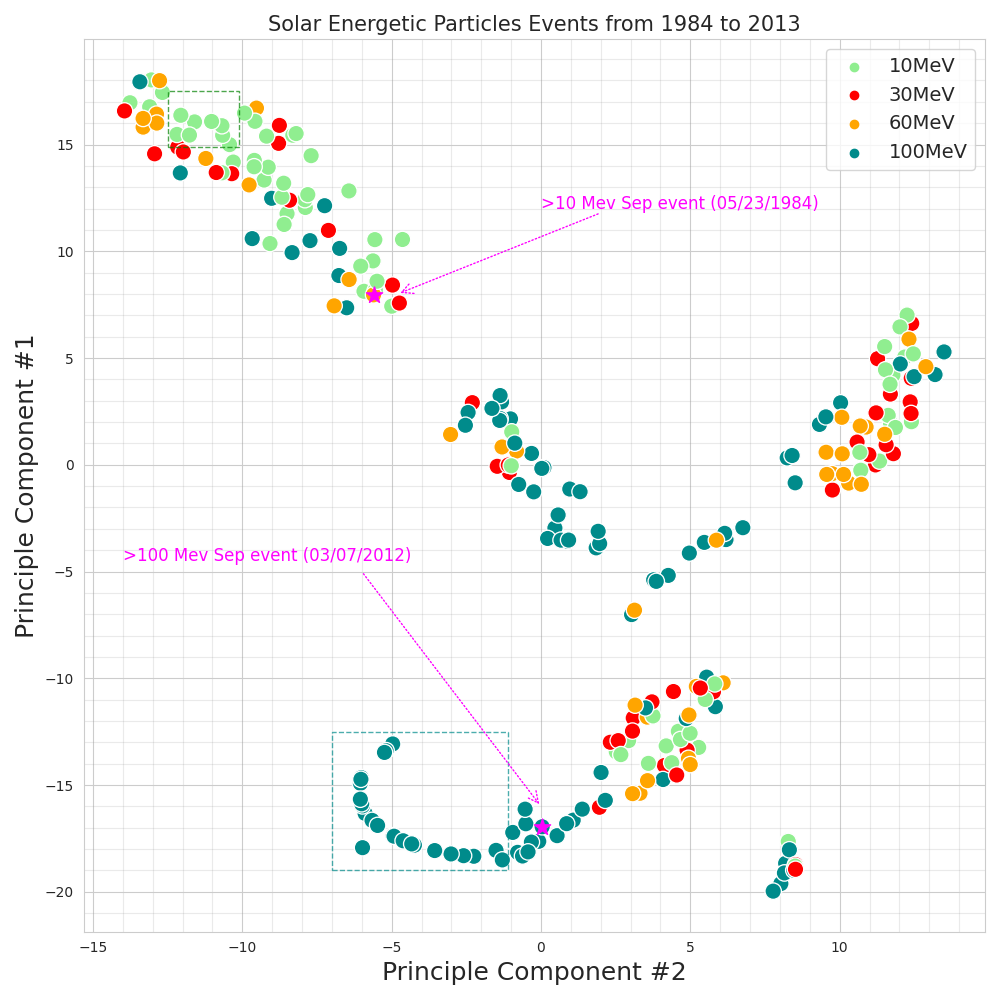 Solar Energetic Particles Events from 1984 to 2013
10MeV
30MeV
60MeV
100MeV
>10 Mev Sep event (05/23/1984)
>100 Mev Sep event (03/07/2012)
Principle Component #1
15
10
5
0
−5
−10
−15
−20
−15
−10
−5
0
5
10
Principle Component #2